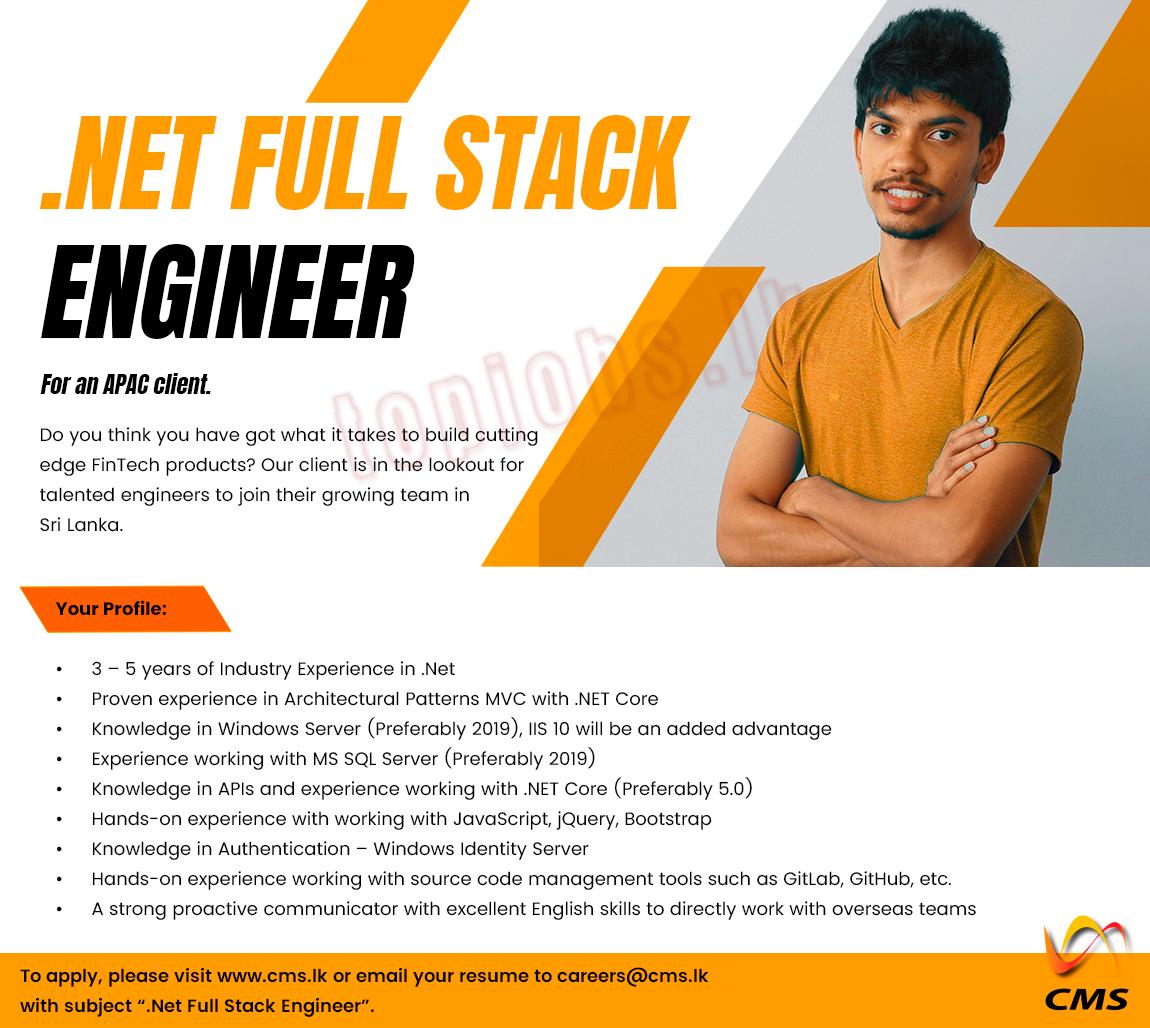 .NET FULL STACK
ENGINEER
For an APAC client.
Do you think you have got what it takes to build cutting
edge FinTech products? Our client is in the lookout for
talented engineers to join their growing team in
Sri Lanka.
topjobs.lk
Your Profile:
• 3 – 5 years of Industry Experience in .Net
• Proven experience in Architectural Patterns MVC with .NET Core
• Knowledge in Windows Server (Preferably 2019), IIS 10 will be an added advantage
• Experience working with MS SQL Server (Preferably 2019)
• Knowledge in APIs and experience working with .NET Core (Preferably 5.0)
• Hands-on experience with working with JavaScript, jQuery, Bootstrap
• Knowledge in Authentication – Windows Identity Server
• Hands-on experience working with source code management tools such as GitLab, GitHub, etc.
• A strong proactive communicator with excellent English skills to directly work with overseas teams
To apply, please visit www.cms.lk or email your resume to careers@cms.lk
with subject “.Net Full Stack Engineer”.
CMS